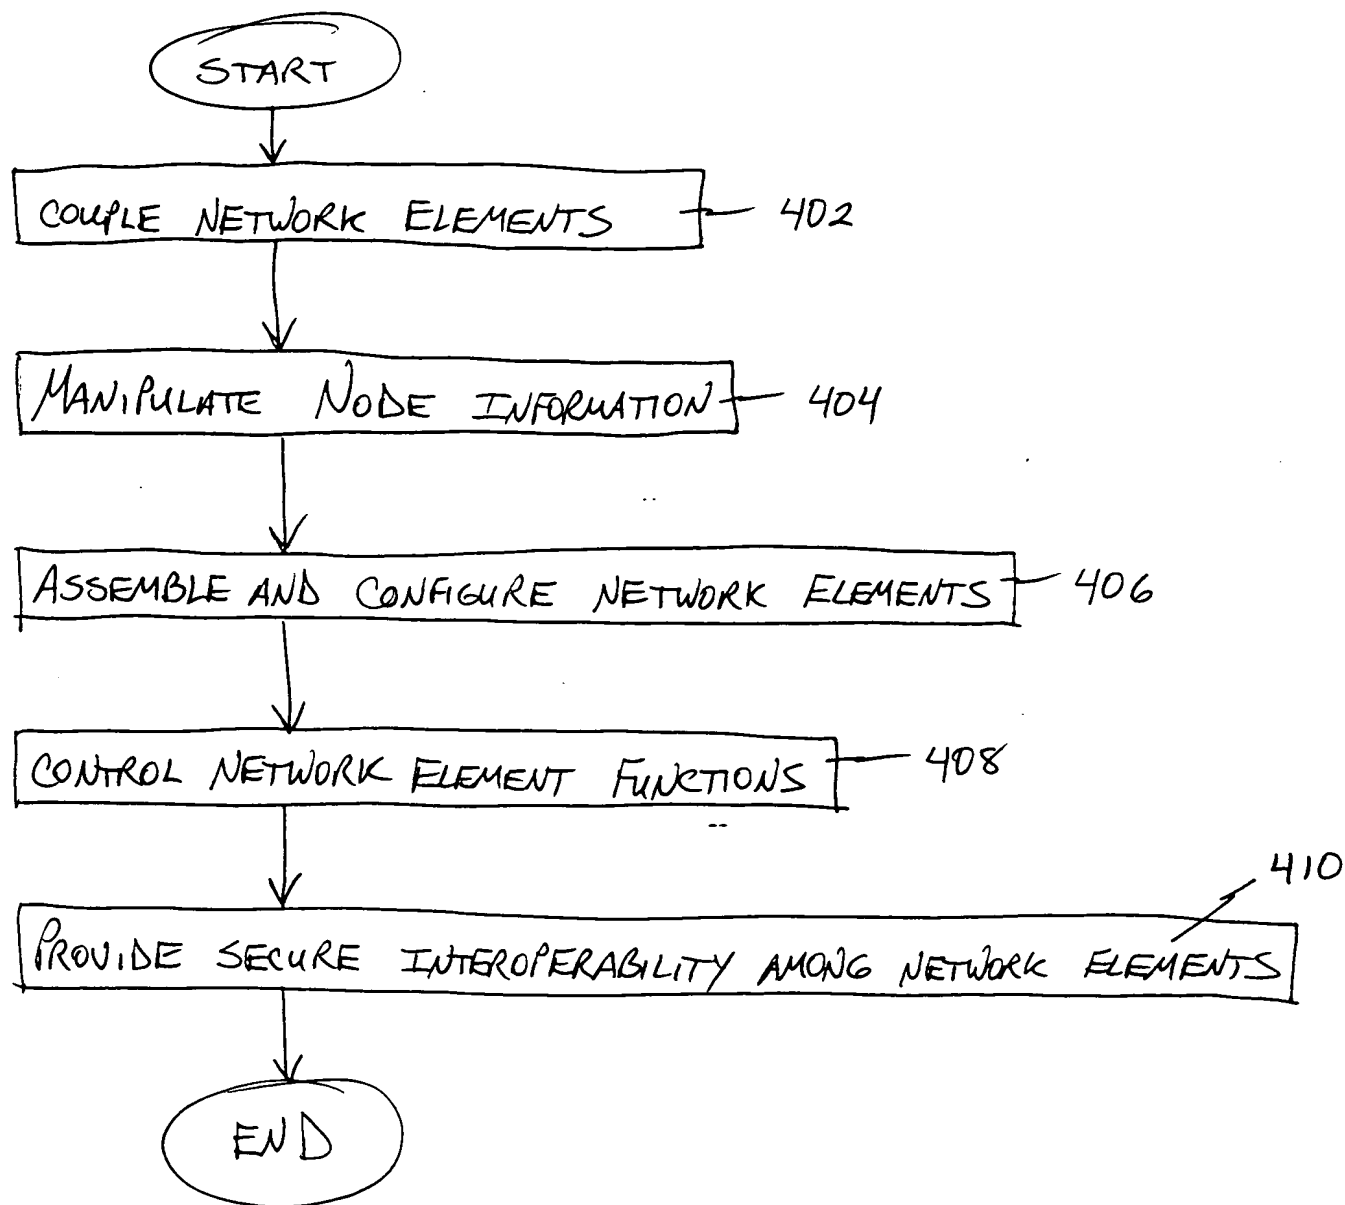 START
COUPLE NETWORK ELEMENTS
402
MANIPULATE NODE INFORMATION
404
ASSEMBLE AND CONFIGURE NETWORK ELEMENTS
406
CONTROL NETWORK ELEMENT FUNCTIONS
408
410
PROVIDE SECURE INTEROPERABILITY AMONG NETWORK ELEMENTS
END